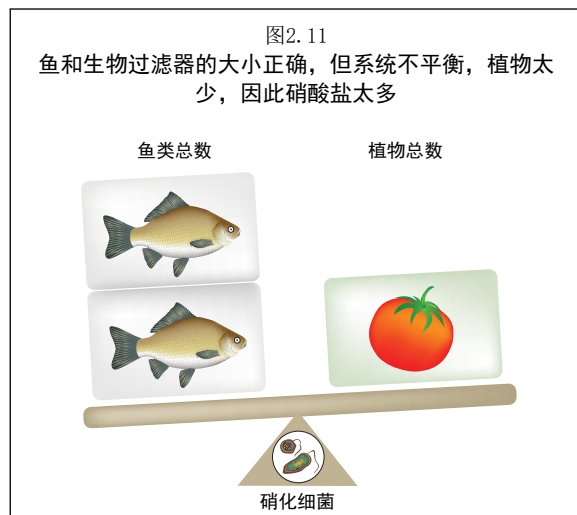 图2.11
鱼和生物过滤器的大小正确，但系统不平衡，植物太
少，因此硝酸盐太多
鱼类总数
植物总数
硝化细菌